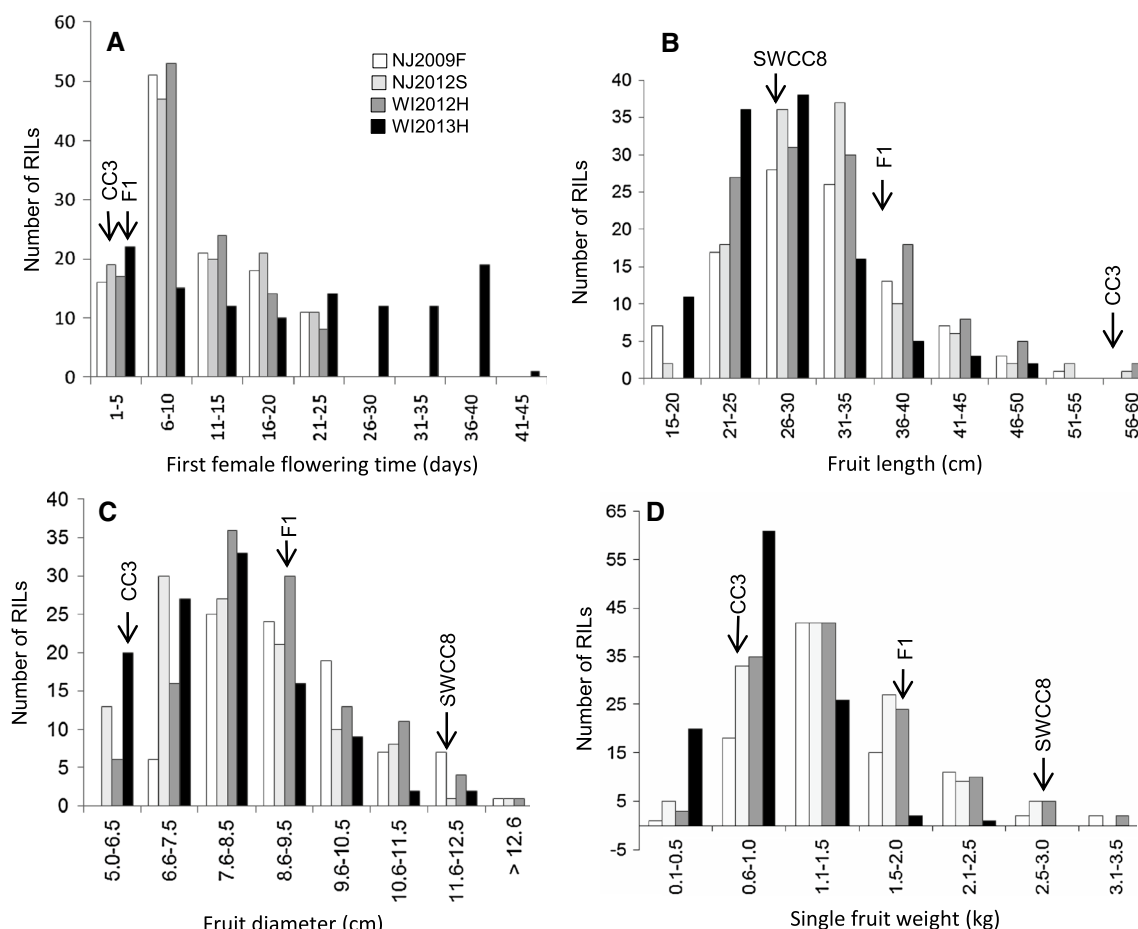 A
60
50
40
30
20
10
0
Number of RILs
CC3
F1
NJ2009F
NJ2012S
WI2012H
WI2013H
1-5
6-10
11-15
16-20
21-25
26-30
31-35
36-40
41-45
First female flowering time (days)
B
40
35
30
25
20
15
10
5
0
Number of RILs
SWCC8
F1
CC3
15-20
21-25
26-30
31-35
36-40
41-45
46-50
51-55
56-60
Fruit length (cm)
C
40
35
30
25
20
15
10
5
0
Number of RILs
CC3
F1
SWCC8
5.0-6.5
6.6-7.5
7.6-8.5
8.6-9.5
9.6-10.5
10.6-11.5
11.6-12.5
> 12.6
Fruit diameter (cm)
D
65
55
45
35
25
15
5
-5
Number of RILs
CC3
F1
SWCC8
0.1-0.5
0.6-1.0
1.1-1.5
1.5-2.0
2.1-2.5
2.5-3.0
3.1-3.5
Single fruit weight (kg)